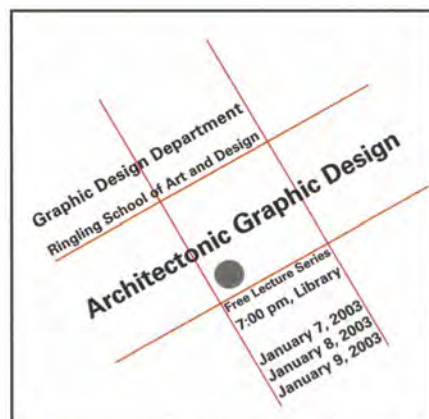 Graphic Design Department
Ringling School of Art and Design
Architectonic Graphic Design
Free Lecture Series
7:00 pm, Library
January 7, 2003
January 8, 2003
January 9, 2003